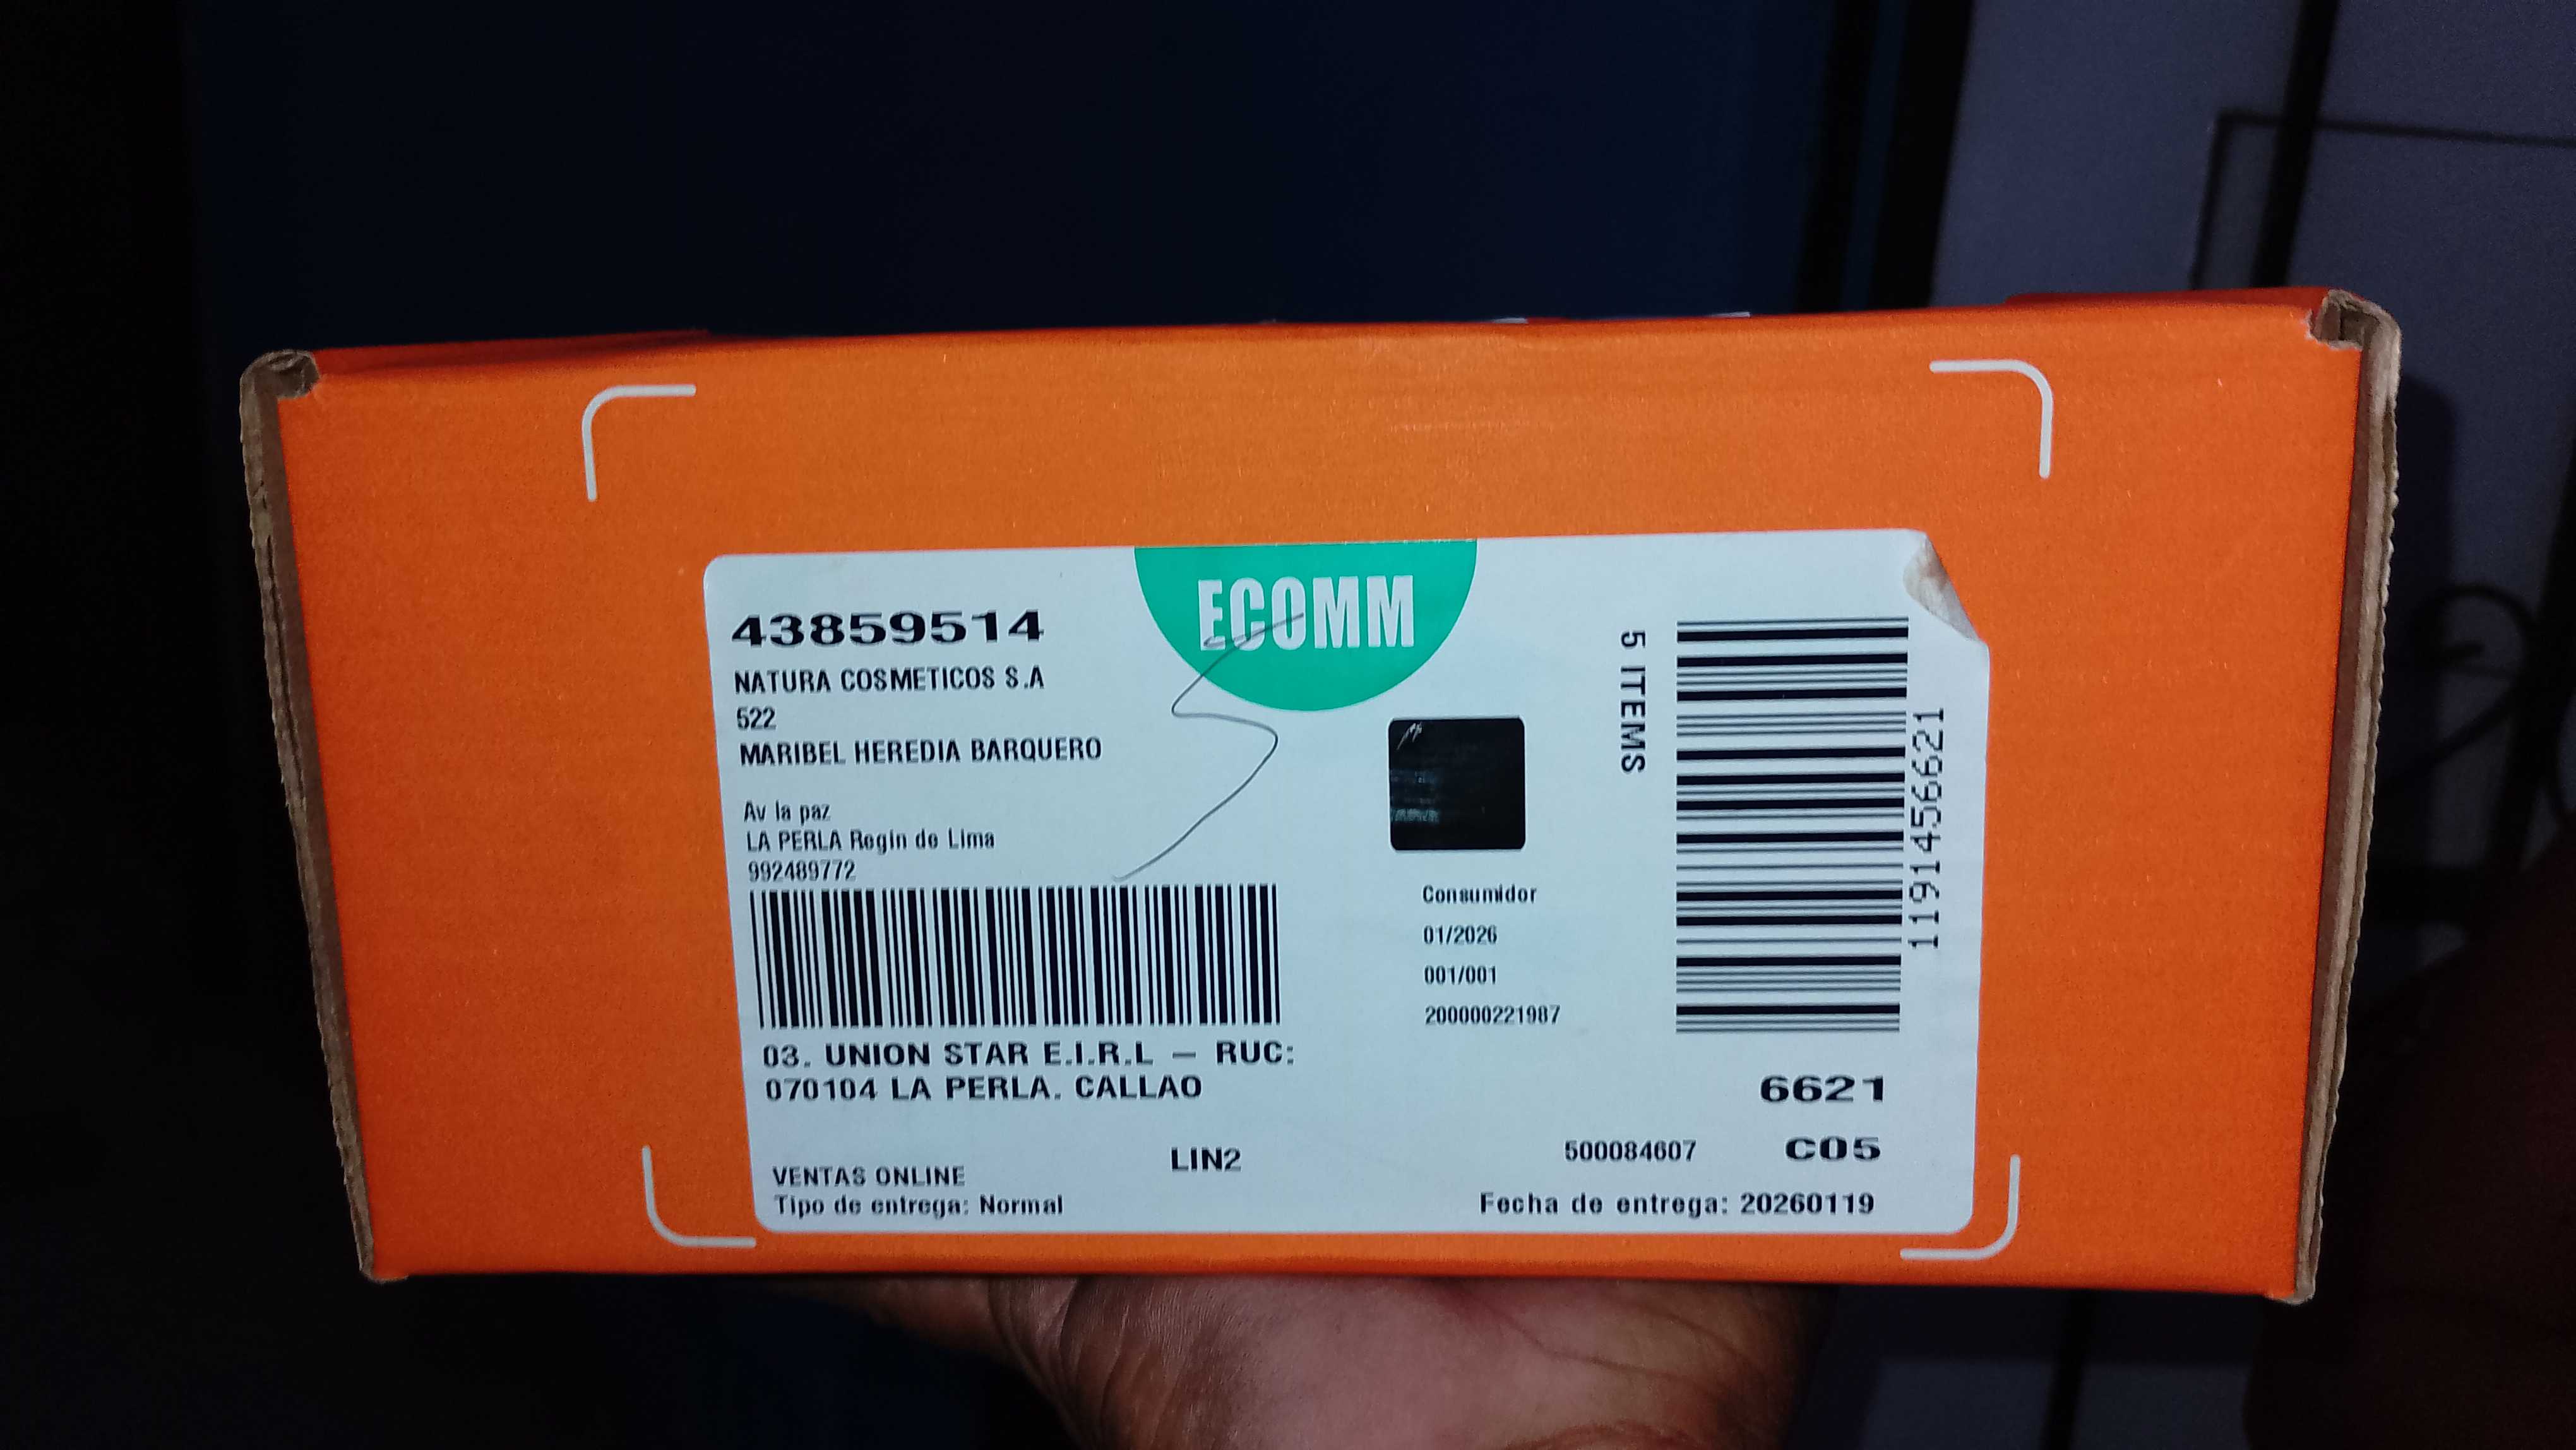 ECOMM
43859514
NATURA COSMETICOS S.A
522
MARIBEL HEREDIA BARQUERO
Av la paz
LA PERLA Regin de Lima
992489772
03. UNION STAR E.I.R.L – RUC:
070104 LA PERLA. CALLAO
LIN2
VENTAS ONLINE
Tipo de entrega: Normal
Consumidor
01/2026
001/001
200000221987
5 ITEMS
1191456621
6621
500084607 C05
Fecha de entrega: 20260119